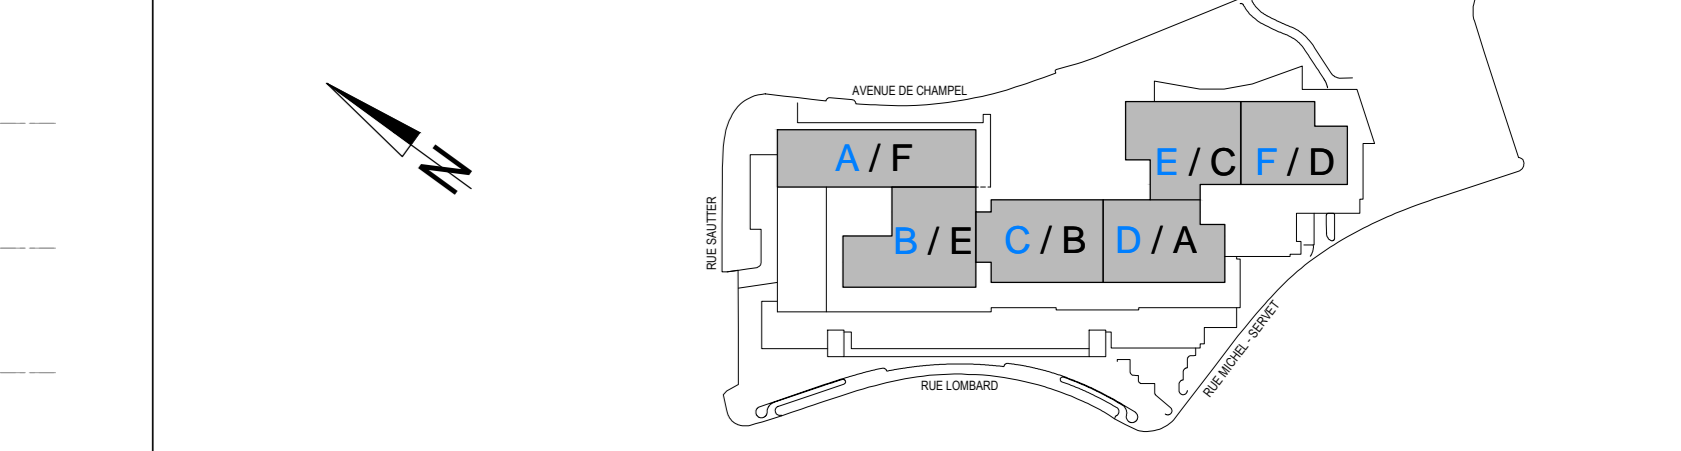 AVENUE DE CHAMPEL
A / F
E / C
F / D
N
RUE SAUTTER
B / E
C / B
D / A
RUE MICHEL - SERVET
RUE LOMBARD